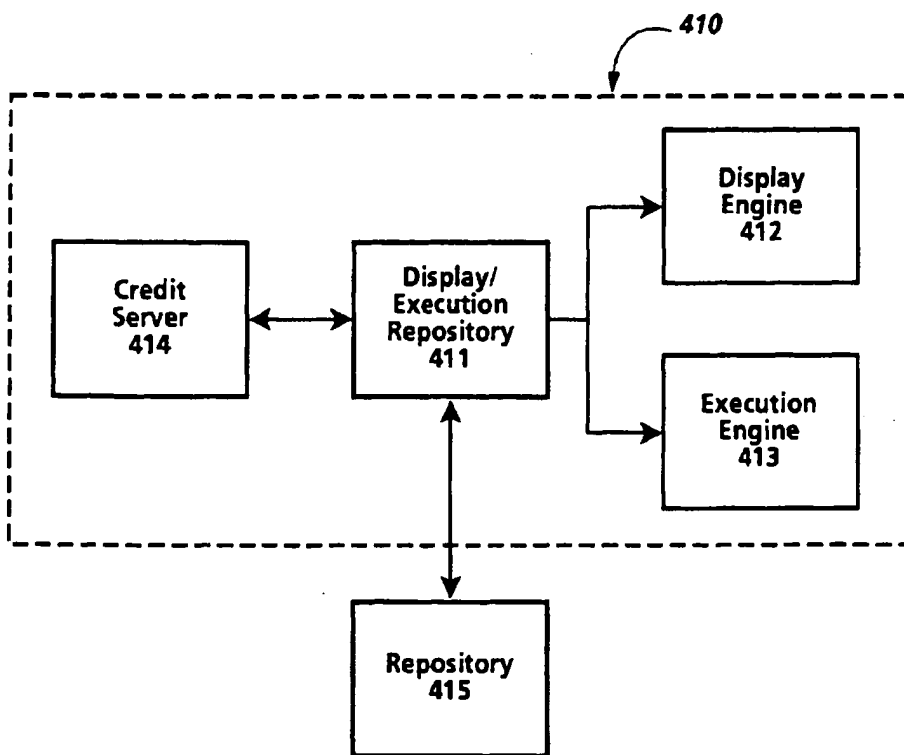 410
Display
Engine
412
Credit
Server
414
Display/
Execution
Repository
411
Execution
Engine
413
Repository
415